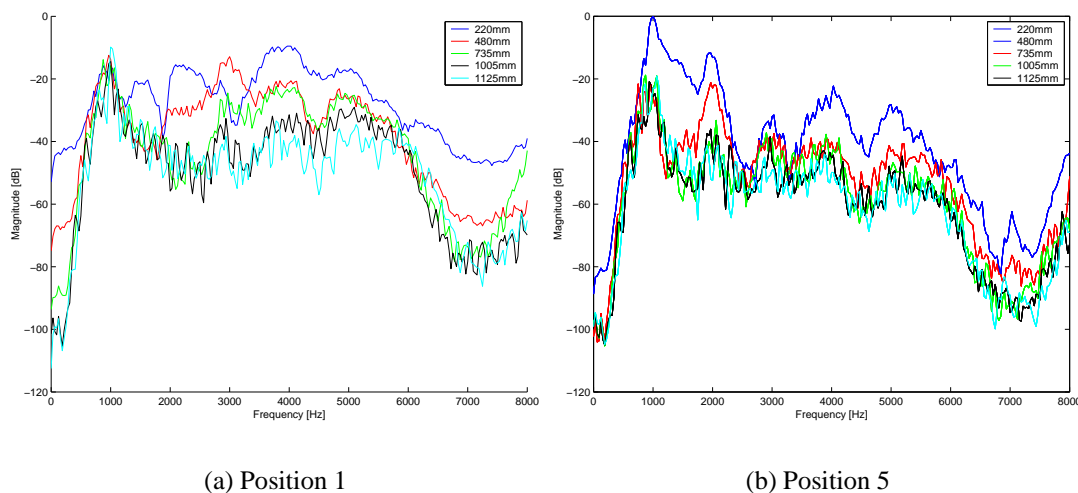 0
−20
−40
−60
−80
−100
−120
0 1000 2000 3000 4000 5000 6000 7000 8000
Magnitude [dB]
Frequency [Hz]
220mm
480mm
735mm
1005mm
1125mm
0
−20
−40
−60
−80
−100
−120
0 1000 2000 3000 4000 5000 6000 7000 8000
Magnitude [dB]
Frequency [Hz]
220mm
480mm
735mm
1005mm
1125mm
(a) Position 1
(b) Position 5